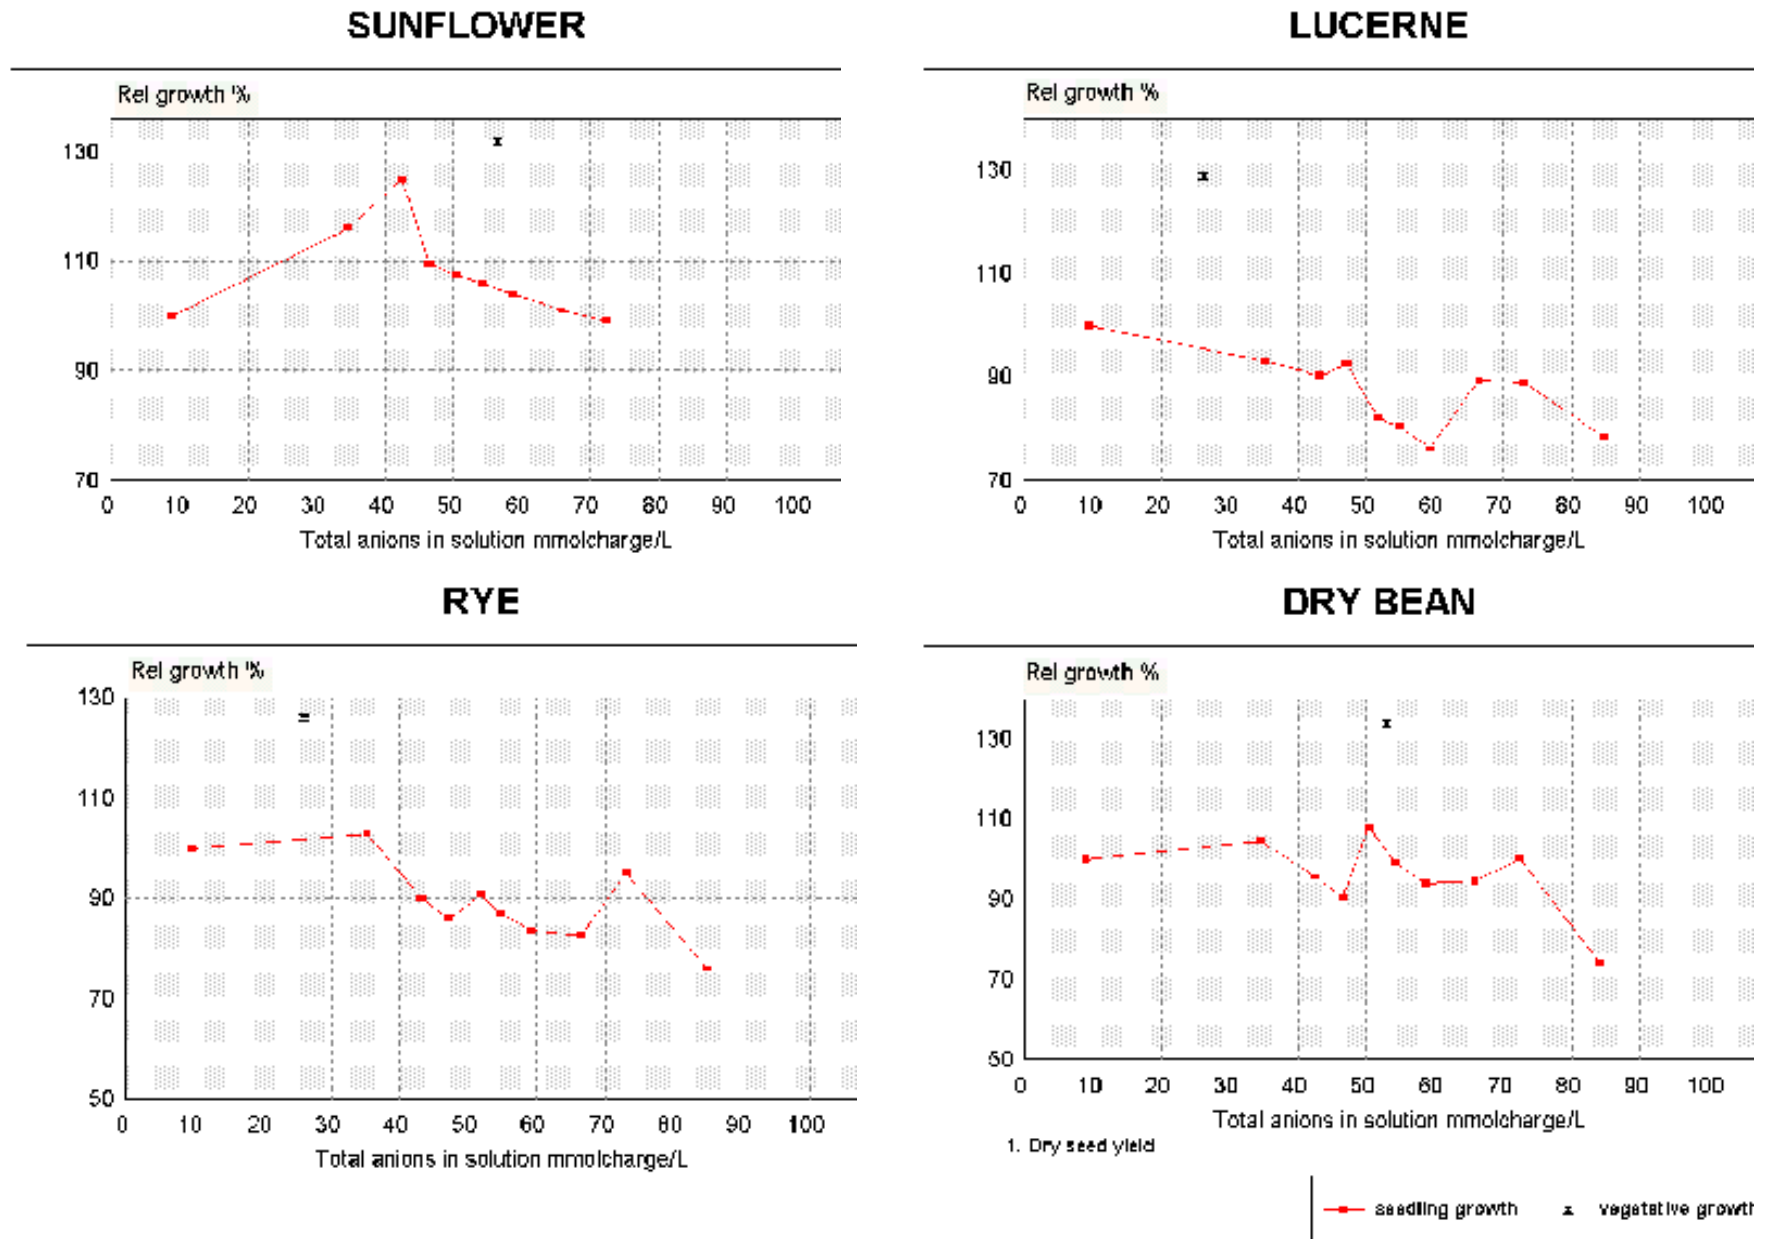 SUNFLOWER
Rel growth %
130
110
90
70
0 10 20 30 40 50 60 70 80 90 100
Total anions in solution mmolcharge/L
LUCERNE
Rel growth %
130
110
90
70
0 10 20 30 40 50 60 70 80 90 100
Total anions in solution mmolcharge/L
RYE
Rel growth %
130
110
90
70
50
0 10 20 30 40 50 60 70 80 90 100
Total anions in solution mmolcharge/L
DRY BEAN
Rel growth %
130
110
90
70
50
0 10 20 30 40 50 60 70 80 90 100
Total anions in solution mmolcharge/L
1. Dry seed yield
seedling growth vegetative growth